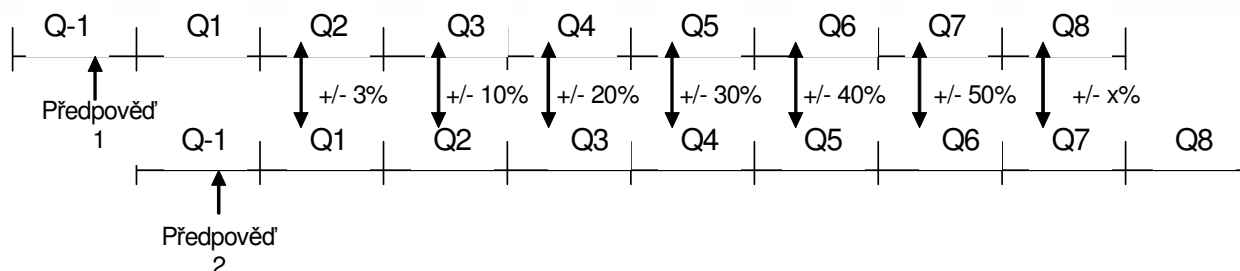 Q-1 Q1 Q2 Q3 Q4 Q5 Q6 Q7 Q8
+/- 3% +/- 10% +/- 20% +/- 30% +/- 40% +/- 50% +/- x%
Předpověď
1
Q-1 Q1 Q2 Q3 Q4 Q5 Q6 Q7 Q8
Předpověď
2